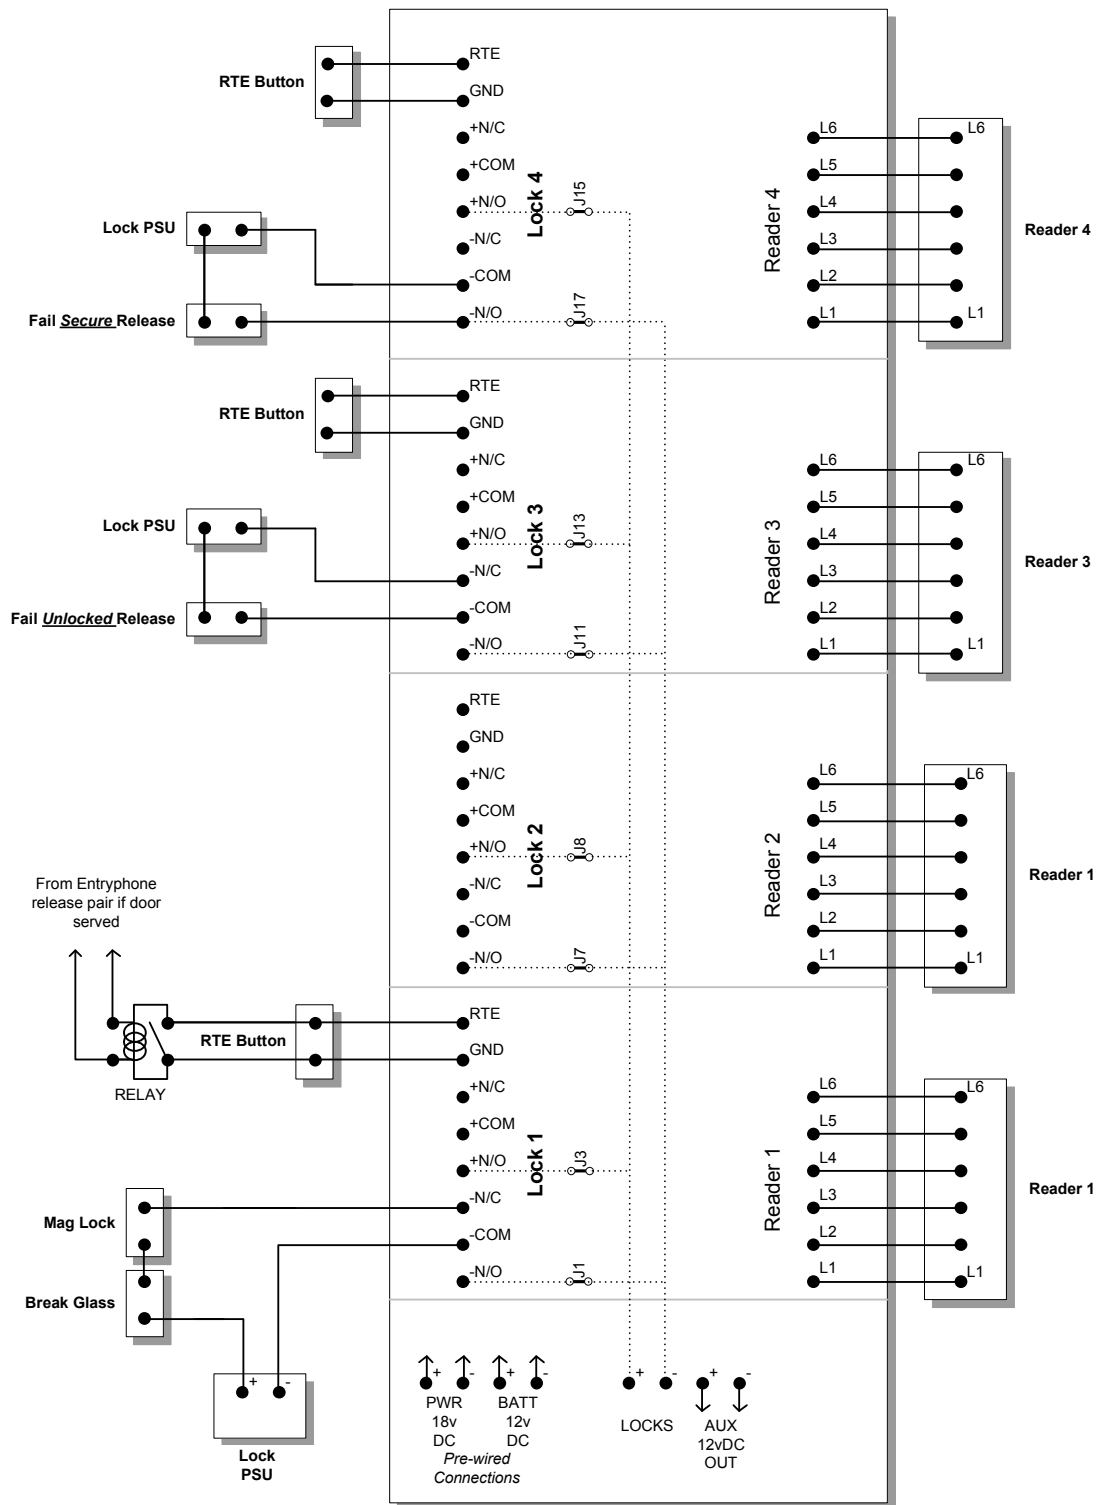 RTE Button
RTE
GND
+N/C
+COM
+N/O
-N/C
-COM
-N/O
Lock 4
J15
J17
Lock PSU
Fail Secure Release
Reader 4
L6
L5
L4
L3
L2
L1
L6
L1
Reader 4
RTE Button
RTE
GND
+N/C
+COM
+N/O
-N/C
-COM
-N/O
Lock 3
J13
J11
Lock PSU
Fail Unlocked Release
Reader 3
L6
L5
L4
L3
L2
L1
L6
L1
Reader 3
RTE
GND
+N/C
+COM
+N/O
-N/C
-COM
-N/O
Lock 2
J8
J7
Reader 2
L6
L5
L4
L3
L2
L1
L6
L1
Reader 1
From Entryphone
release pair if door
served
RELAY
RTE Button
RTE
GND
+N/C
+COM
+N/O
-N/C
-COM
-N/O
Lock 1
J3
J1
Mag Lock
Break Glass
+
-
Lock
PSU
Reader 1
L6
L5
L4
L3
L2
L1
L6
L1
Reader 1
+
-
+
-
+
-
+
-
PWR
18v
DC
BATT
12v
DC
Pre-wired
Connections
LOCKS
AUX
12vDC
OUT